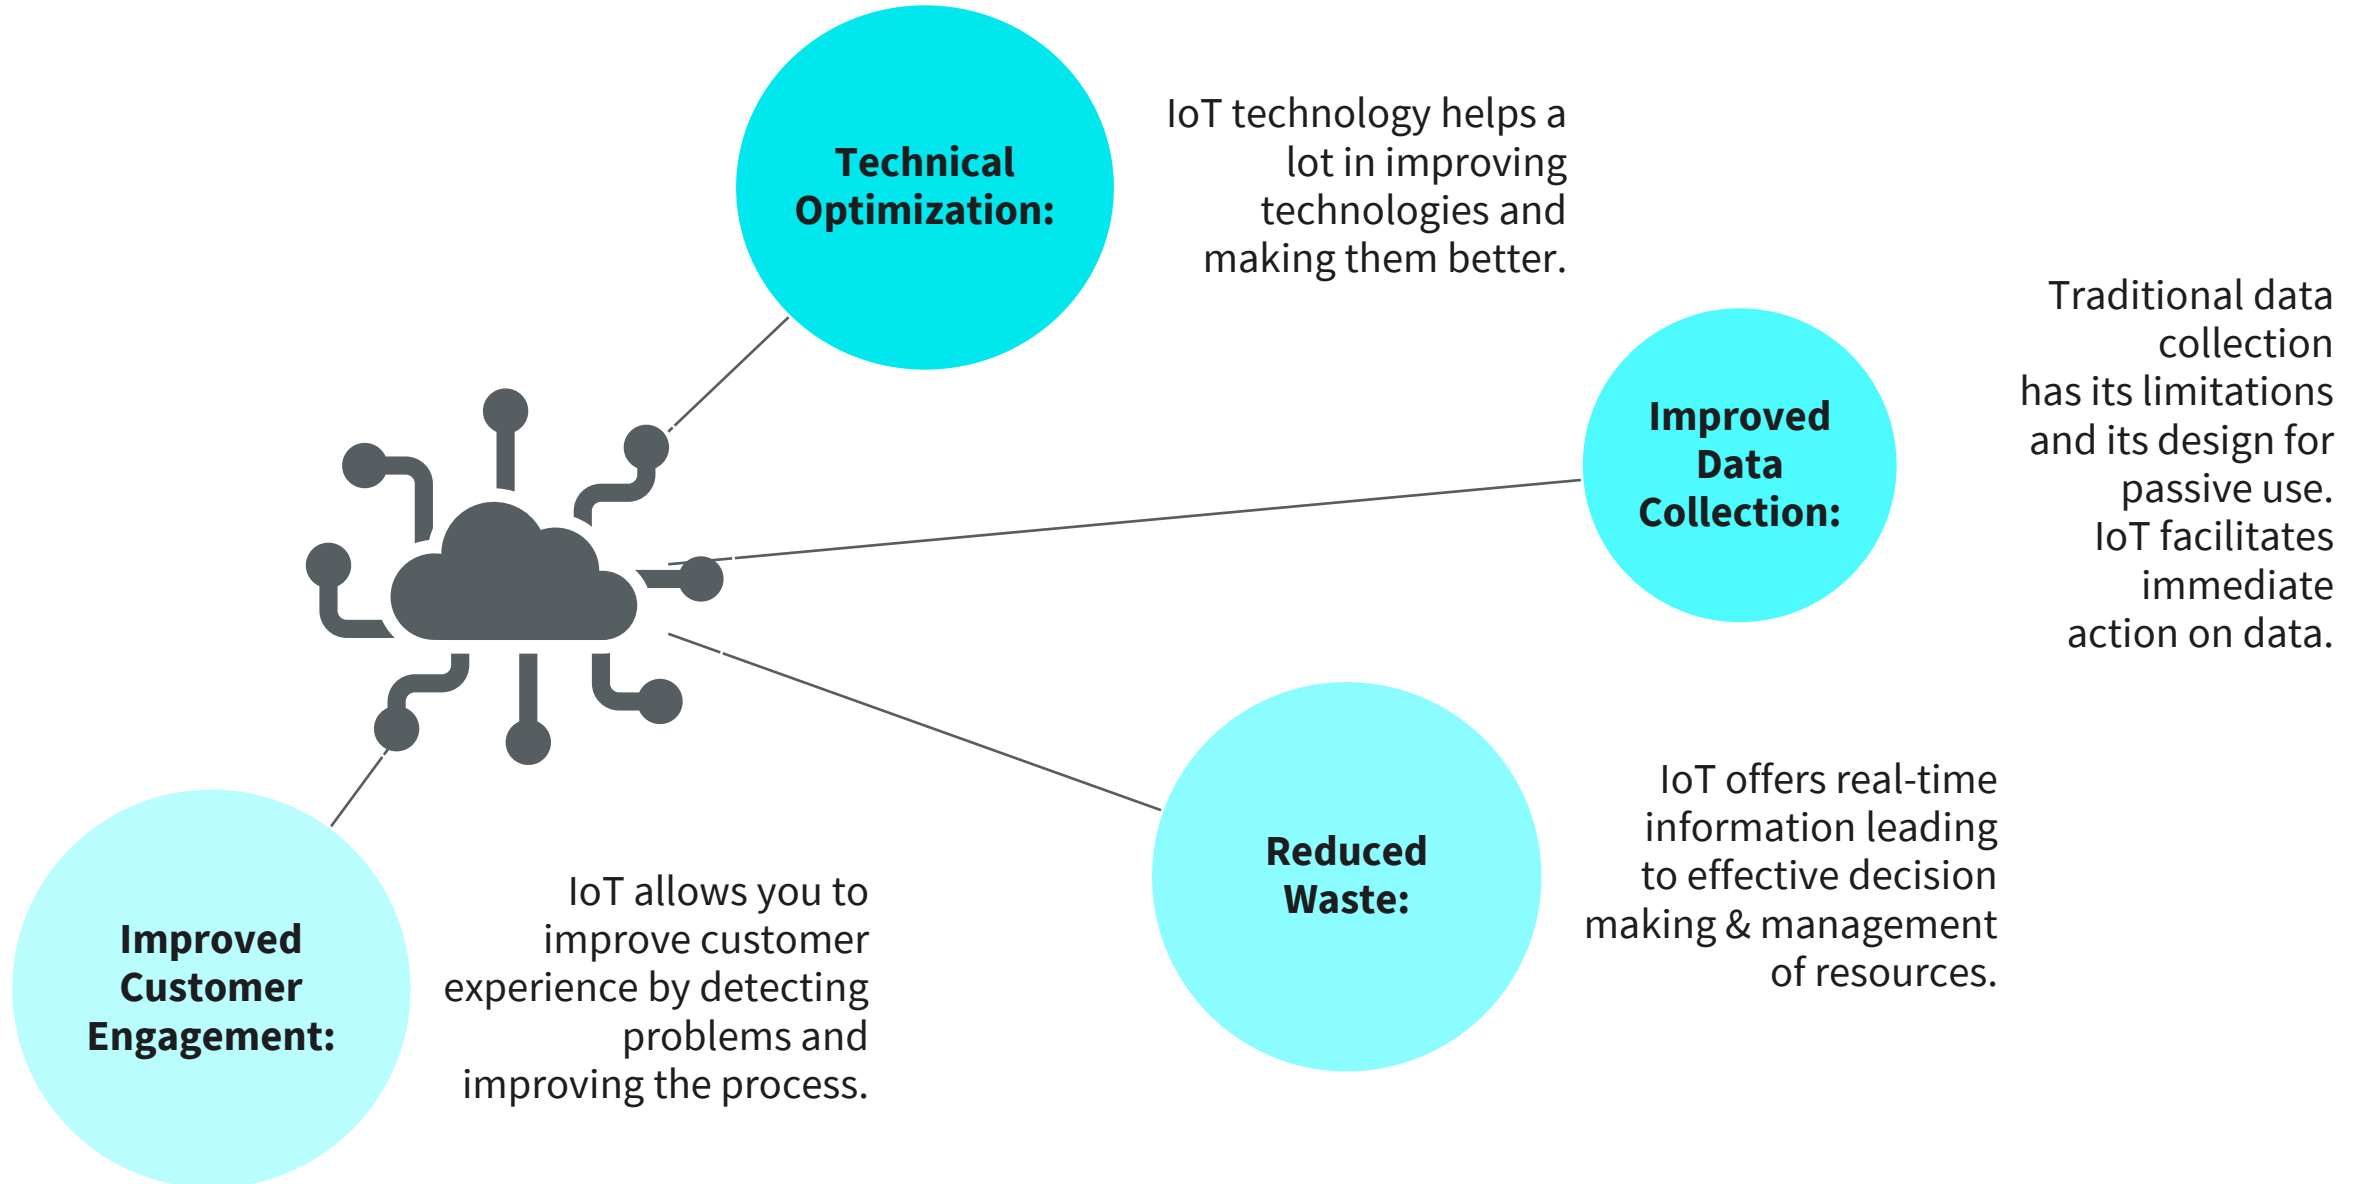 Technical
Optimization:
IoT technology helps a
lot in improving
technologies and
making them better.
Improved
Data
Collection:
Traditional data
collection
has its limitations
and its design for
passive use.
IoT facilitates
immediate
action on data.
Reduced
Waste:
IoT offers real-time
information leading
to effective decision
making & management
of resources.
Improved
Customer
Engagement:
IoT allows you to
improve customer
experience by detecting
problems and
improving the process.